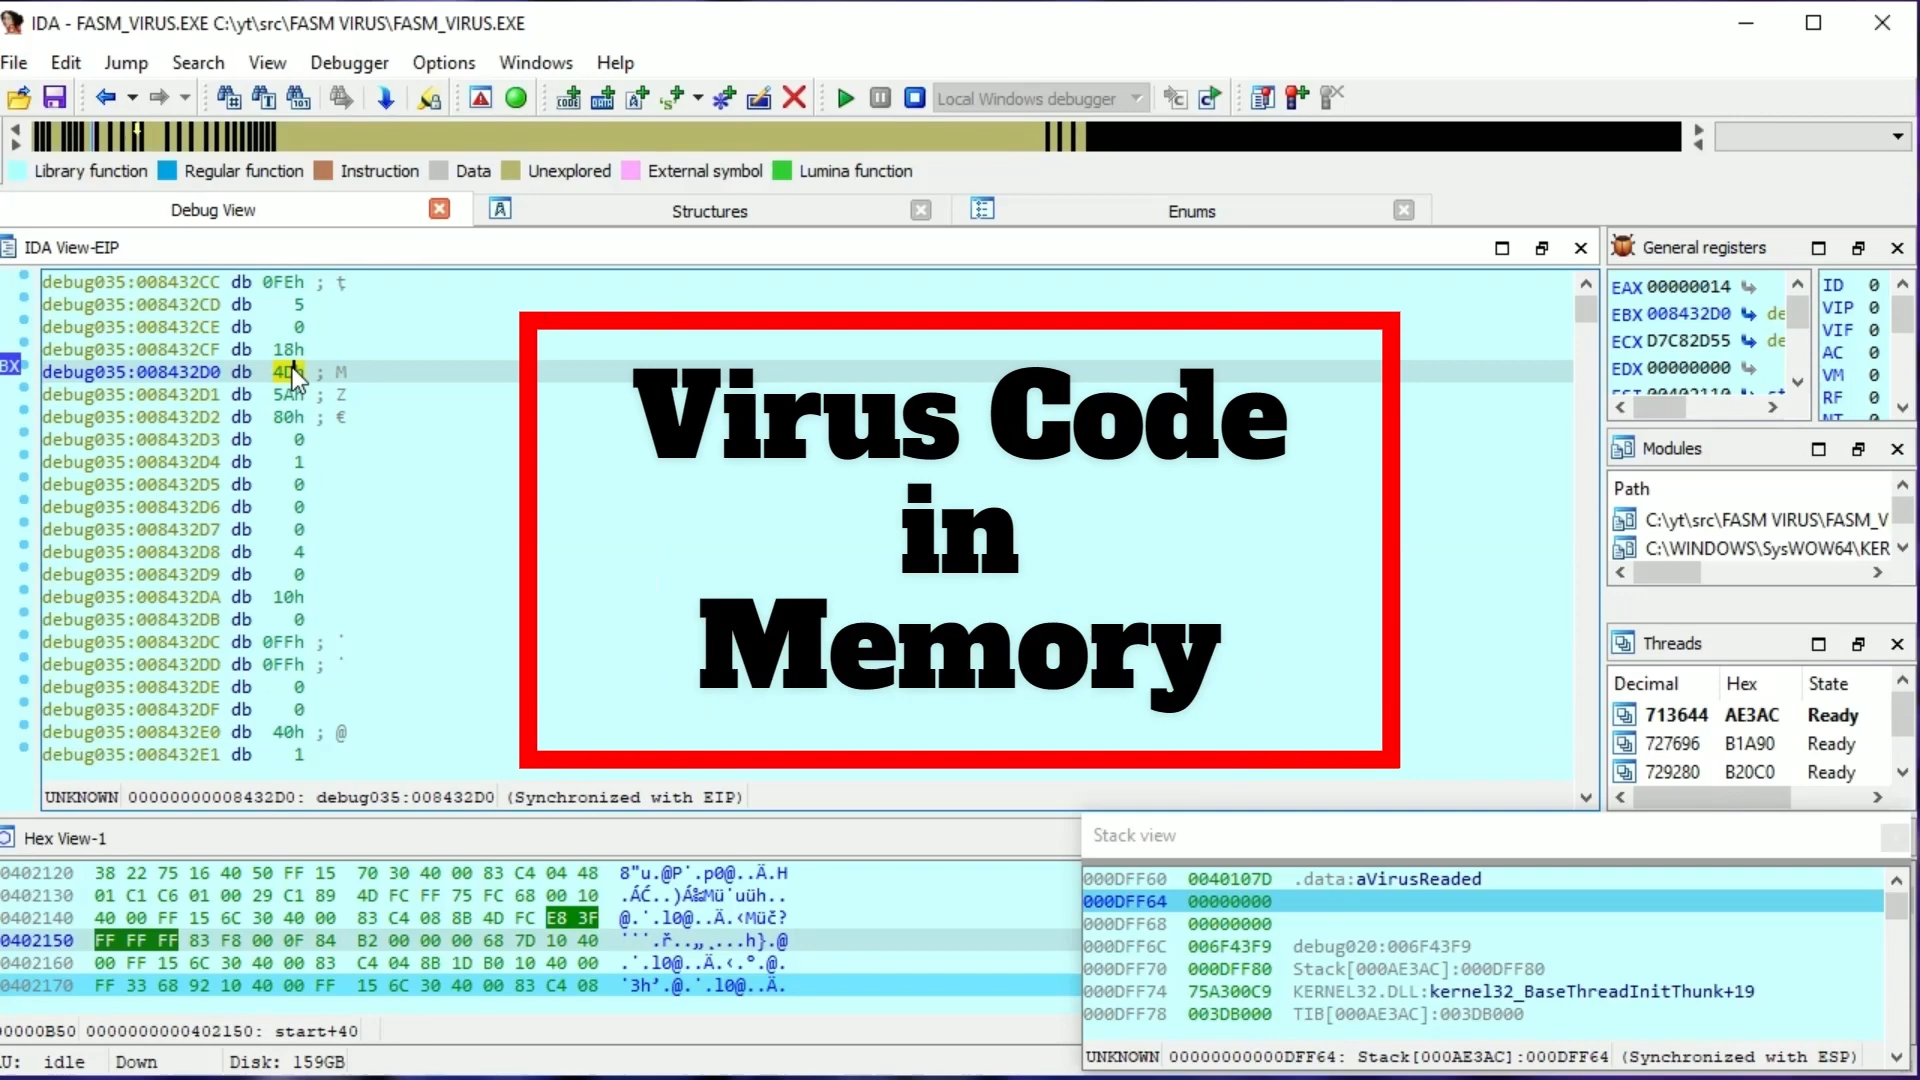 IDA - FASM_VIRUS.EXE C:\yt\src\FASM VIRUS\FASM_VIRUS.EXE
File Edit Jump Search View Debugger Options Windows Help
Local Windows debugger
Library function Regular function Instruction Data Unexplored External symbol Lumina function
Debug View Structures Enums
IDA View-EIP
debug035:008432CC db 0FEh ; ţ
debug035:008432CD db 5
debug035:008432CE db 0
debug035:008432CF db 18h
debug035:008432D0 db ; M
debug035:008432D1 db 5Ah ; Z
debug035:008432D2 db 80h ; €
debug035:008432D3 db 0
debug035:008432D4 db 1
debug035:008432D5 db 0
debug035:008432D6 db 0
debug035:008432D7 db 0
debug035:008432D8 db 4
debug035:008432D9 db 0
debug035:008432DA db 10h
debug035:008432DB db 0
debug035:008432DC db 0FFh ; ˙
debug035:008432DD db 0FFh ; ˙
debug035:008432DE db 0
debug035:008432DF db 0
debug035:008432E0 db 40h ; @
debug035:008432E1 db 1
UNKNOWN 00000000008432D0: debug035:008432D0 (Synchronized with EIP)
Virus Code
in
Memory
General registers
EAX 00000014
EBX 008432D0 de
ECX D7C82D55 de
EDX 00000000
ID 0
VIP 0
VIF 0
AC 0
VM 0
RF 0
Modules
Path
C:\yt\src\FASM VIRUS\FASM_V
C:\WINDOWS\SysWOW64\KER
Threads
Decimal Hex State
713644 AE3AC Ready
727696 B1A90 Ready
729280 B20C0 Ready
Hex View-1
0402120 38 22 75 16 40 50 FF 15 70 30 40 00 83 C4 04 48 8"u.@P˙.p0@..Ä.H
0402130 01 C1 C6 01 00 29 C1 89 4D FC FF 75 FC 68 00 10 .ÁĆ..)Á‰Mü˙uüh..
0402140 40 00 FF 15 6C 30 40 00 83 C4 08 8B 4D FC E8 3F @.˙.l0@..Ä.‹Müč?
0402150 FF FF FF 83 F8 00 0F 84 B2 00 00 00 68 7D 10 40 ˙˙˙.ř..„˛...h}.@
0402160 00 FF 15 6C 30 40 00 83 C4 04 8B 1D B0 10 40 00 .˙.l0@..Ä.‹.°.@.
0402170 FF 33 68 92 10 40 00 FF 15 6C 30 40 00 83 C4 08 ˙3h’.@.˙.l0@..Ä.
00000B50 0000000000402150: start+40
idle Down Disk: 159GB
Stack view
000DFF60 0040107D .data:aVirusReaded
000DFF64 00000000
000DFF68 00000000
000DFF6C 006F43F9 debug020:006F43F9
000DFF70 000DFF80 Stack[000AE3AC]:000DFF80
000DFF74 75A300C9 KERNEL32.DLL:kernel32_BaseThreadInitThunk+19
000DFF78 003DB000 TIB[000AE3AC]:003DB000
UNKNOWN 00000000000DFF64: Stack[000AE3AC]:000DFF64 (Synchronized with ESP)